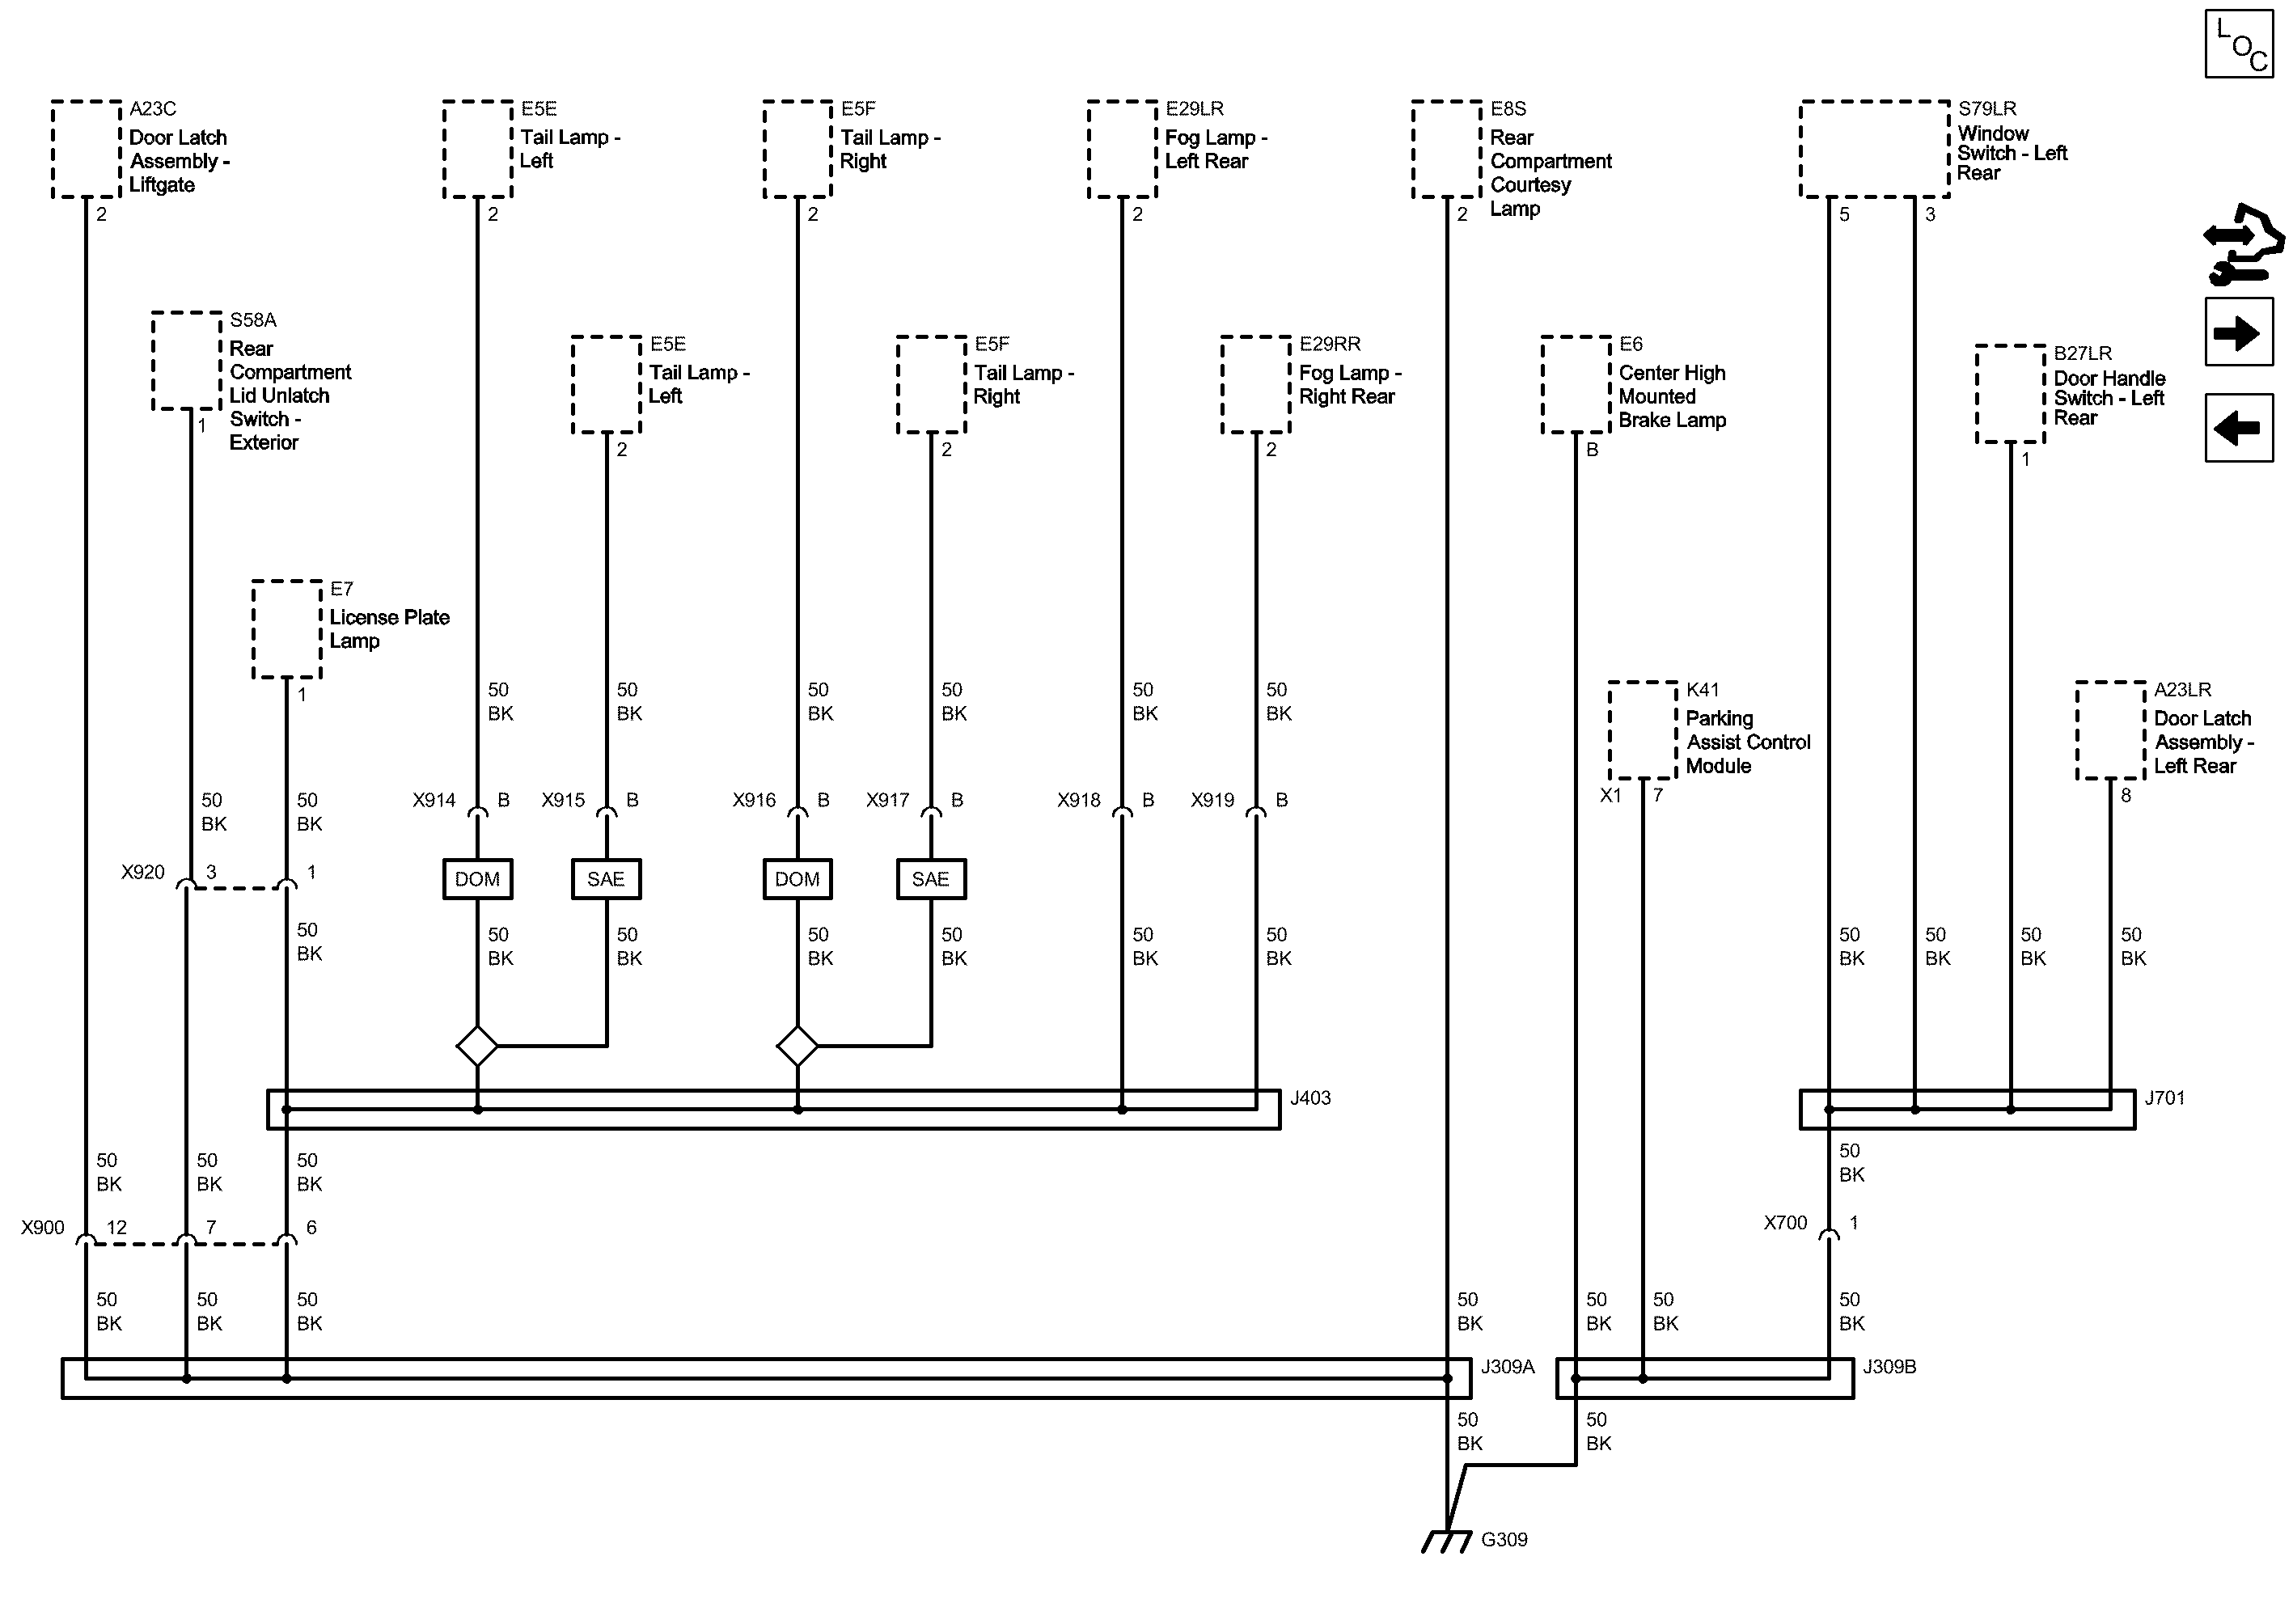 LOC
A23C
Door Latch
Assembly -
Liftgate
2
E5E
Tail Lamp -
Left
2
E5F
Tail Lamp -
Right
2
E29LR
Fog Lamp -
Left Rear
2
E8S
Rear
Compartment
Courtesy
Lamp
2
S79LR
Window
Switch - Left
Rear
5
3
S58A
Rear
Compartment
Lid Unlatch
Switch -
Exterior
1
E5E
Tail Lamp -
Left
2
E5F
Tail Lamp -
Right
2
E29RR
Fog Lamp -
Right Rear
2
E6
Center High
Mounted
Brake Lamp
B
B27LR
Door Handle
Switch - Left
Rear
1
E7
License Plate
Lamp
1
K41
Parking
Assist Control
Module
X1 7
A23LR
Door Latch
Assembly -
Left Rear
8
50
BK
50
BK
50
BK
50
BK
50
BK
50
BK
50
BK
50
BK
X914 B
X915 B
X916 B
X917 B
X918 B
X919 B
X920 3 1
DOM
SAE
DOM
SAE
50
BK
50
BK
50
BK
50
BK
50
BK
50
BK
50
BK
50
BK
50
BK
50
BK
50
BK
J403
J701
50
BK
50
BK
50
BK
50
BK
X900 12 7 6
X700 1
50
BK
50
BK
50
BK
50
BK
50
BK
50
BK
50
BK
J309A
J309B
50
BK
50
BK
G309